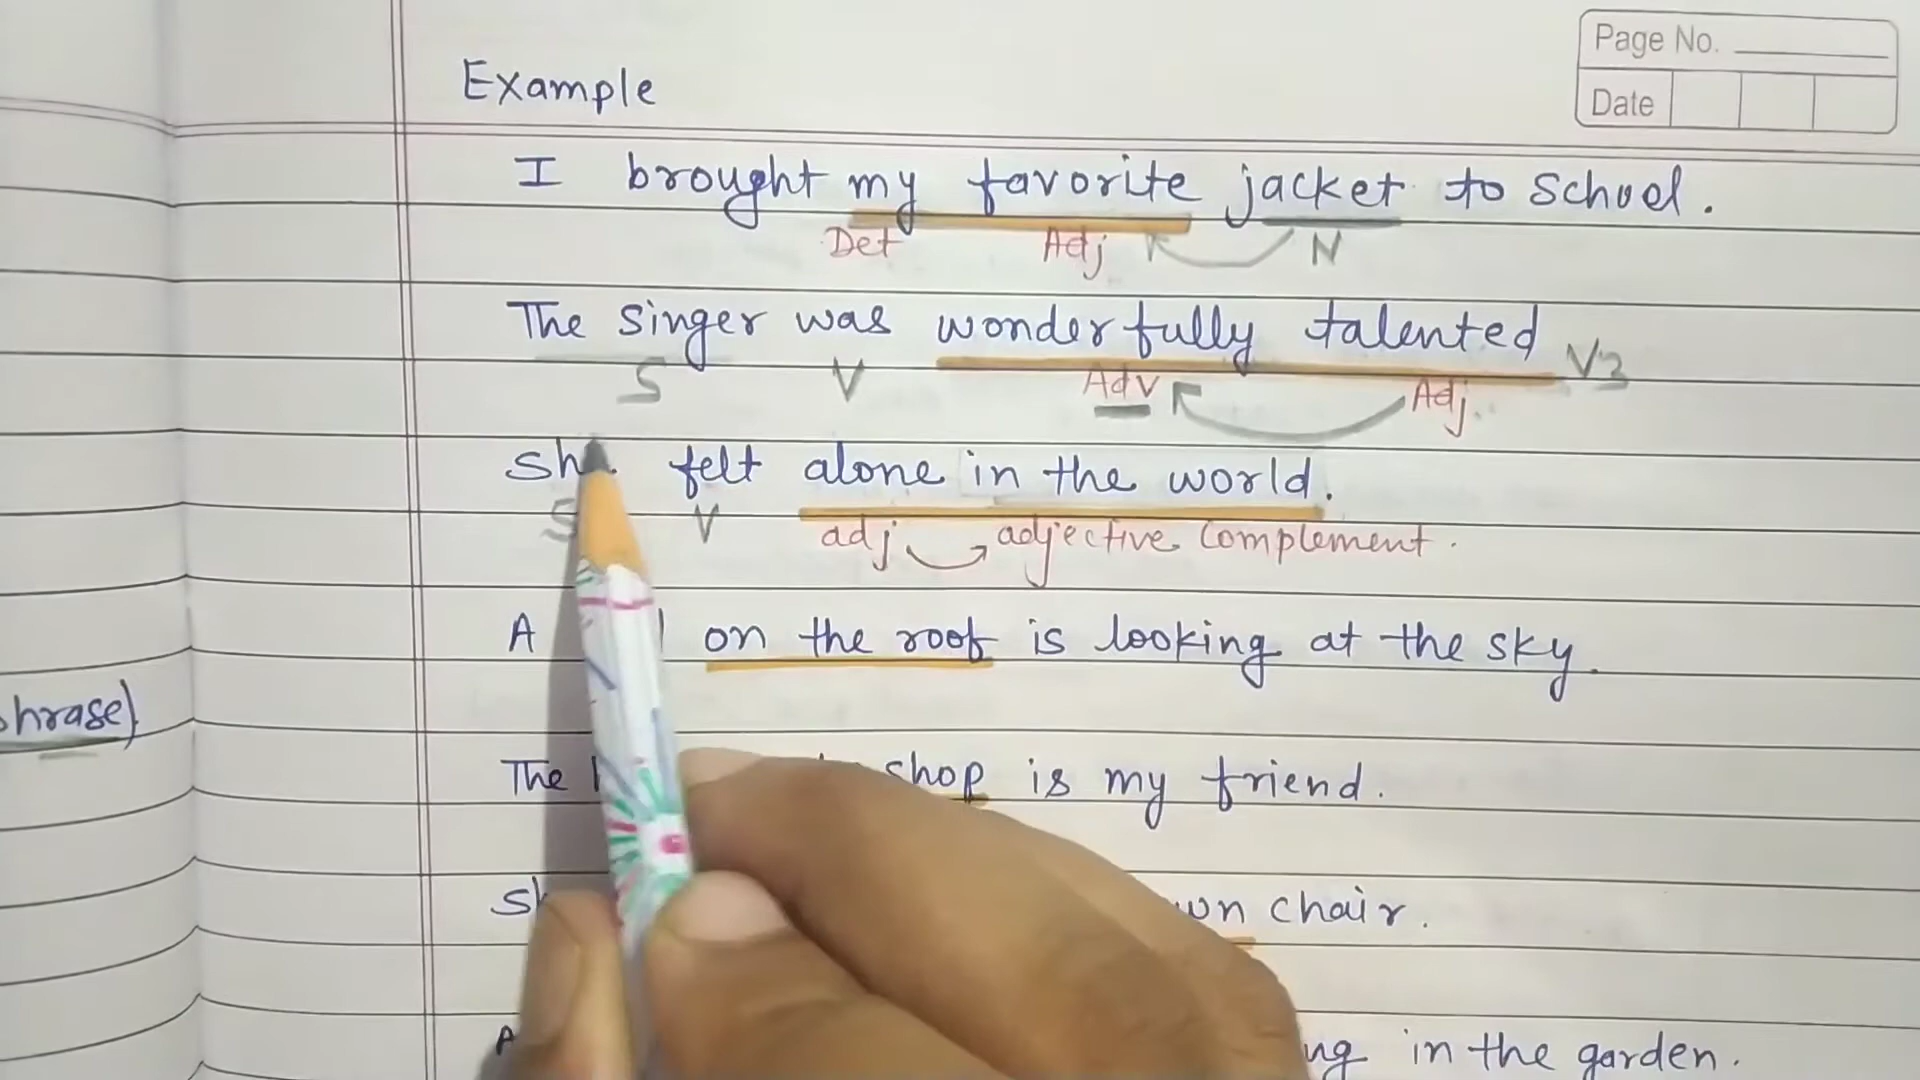 Page No.
Date
Example
I brought my favorite jacket to School.
Det Adj N
The Singer was wonderfully talented V3
S V Adv Adj.
felt alone in the world.
S V adj adjective Complement.
A on the roof is looking at the sky.
hrase)
The shop is my friend.
chair.
in the garden.